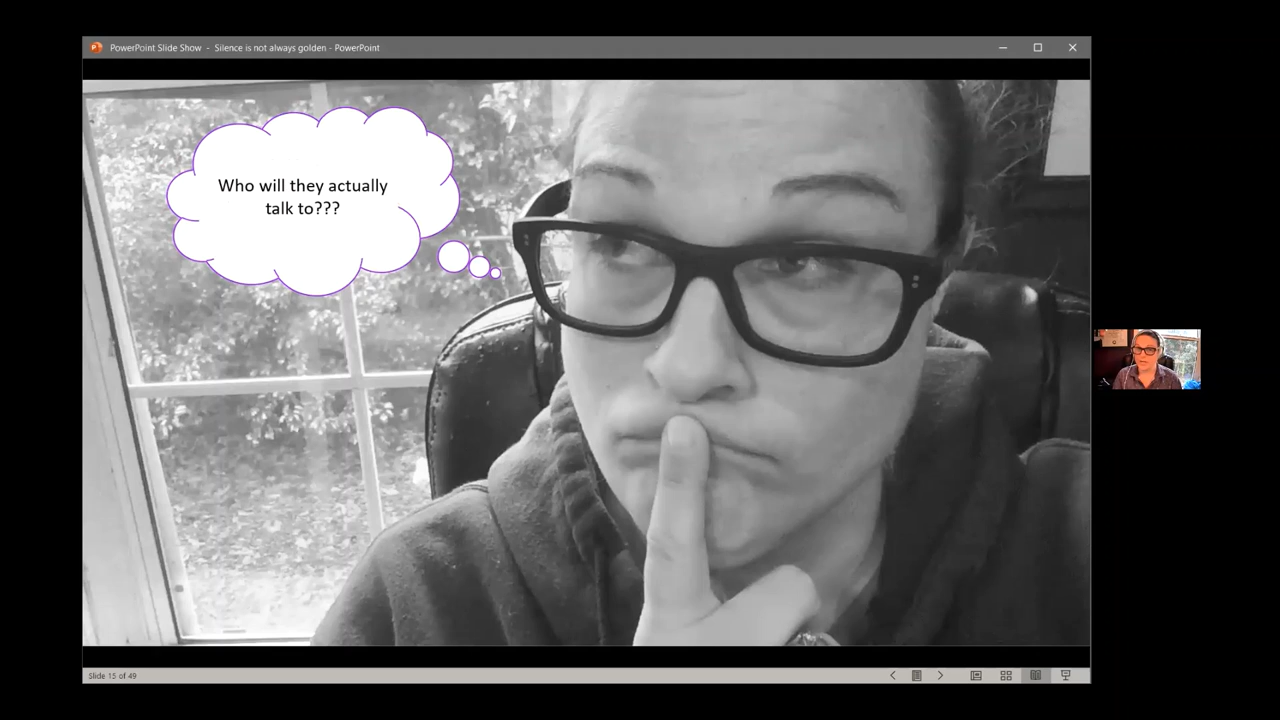 PowerPoint Slide Show - Silence is not always golden - PowerPoint
Who will they actually
talk to???
Slide 15 of 49